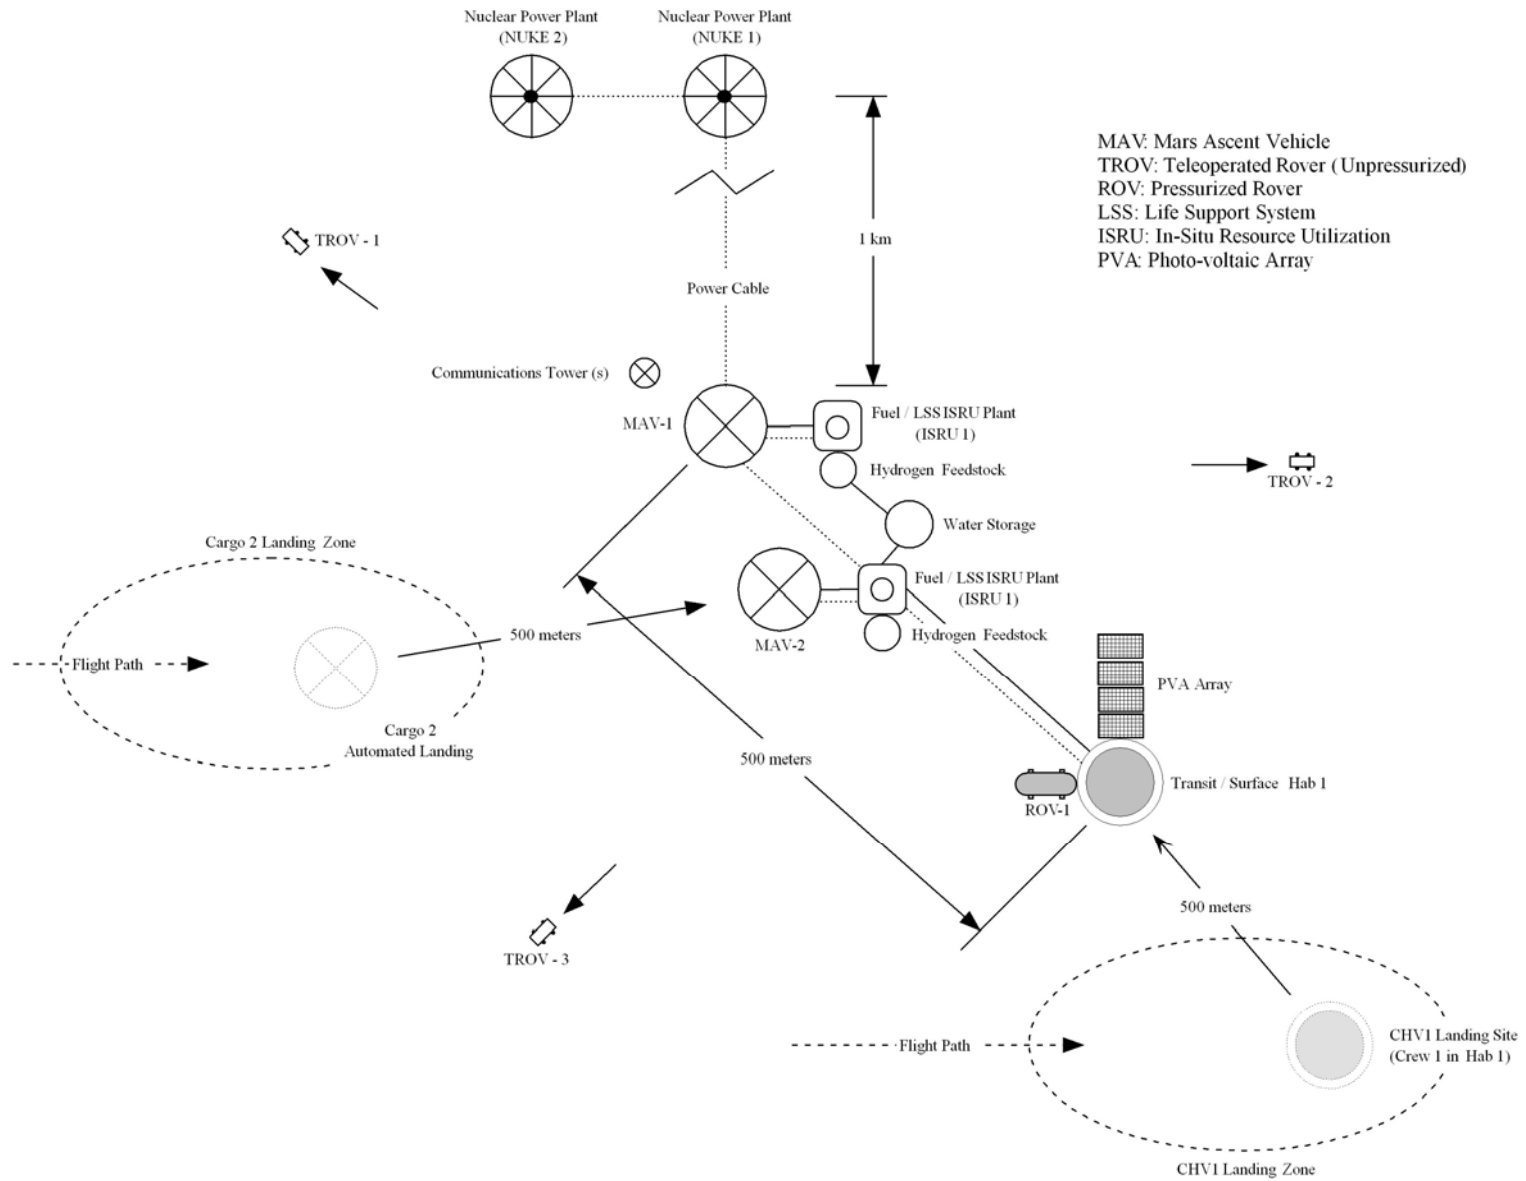 Nuclear Power Plant
(NUKE 2)
Nuclear Power Plant
(NUKE 1)
MAV: Mars Ascent Vehicle
TROV: Teleoperated Rover (Unpressurized)
ROV: Pressurized Rover
LSS: Life Support System
ISRU: In-Situ Resource Utilization
PVA: Photo-voltaic Array
TROV - 1
1 km
Power Cable
Communications Tower (s)
MAV-1
Fuel / LSS ISRU Plant
(ISRU 1)
Hydrogen Feedstock
TROV - 2
Water Storage
Cargo 2 Landing Zone
Fuel / LSS ISRU Plant
(ISRU 1)
500 meters
MAV-2
Hydrogen Feedstock
Flight Path
PVA Array
Cargo 2
Automated Landing
500 meters
Transit / Surface Hab 1
ROV-1
500 meters
TROV - 3
Flight Path
CHV1 Landing Site
(Crew 1 in Hab 1)
CHV1 Landing Zone